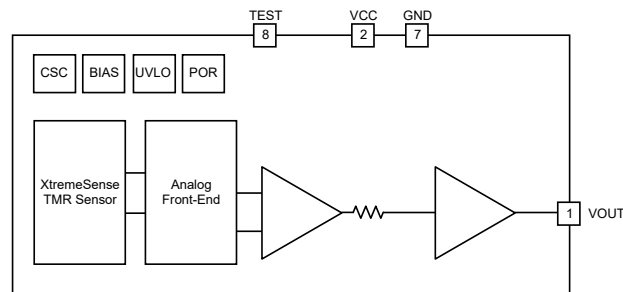 TEST
VCC
GND
8
2
7
CSC
BIAS
UVLO
POR
XtremeSense
TMR Sensor
Analog
Front-End
1
VOUT